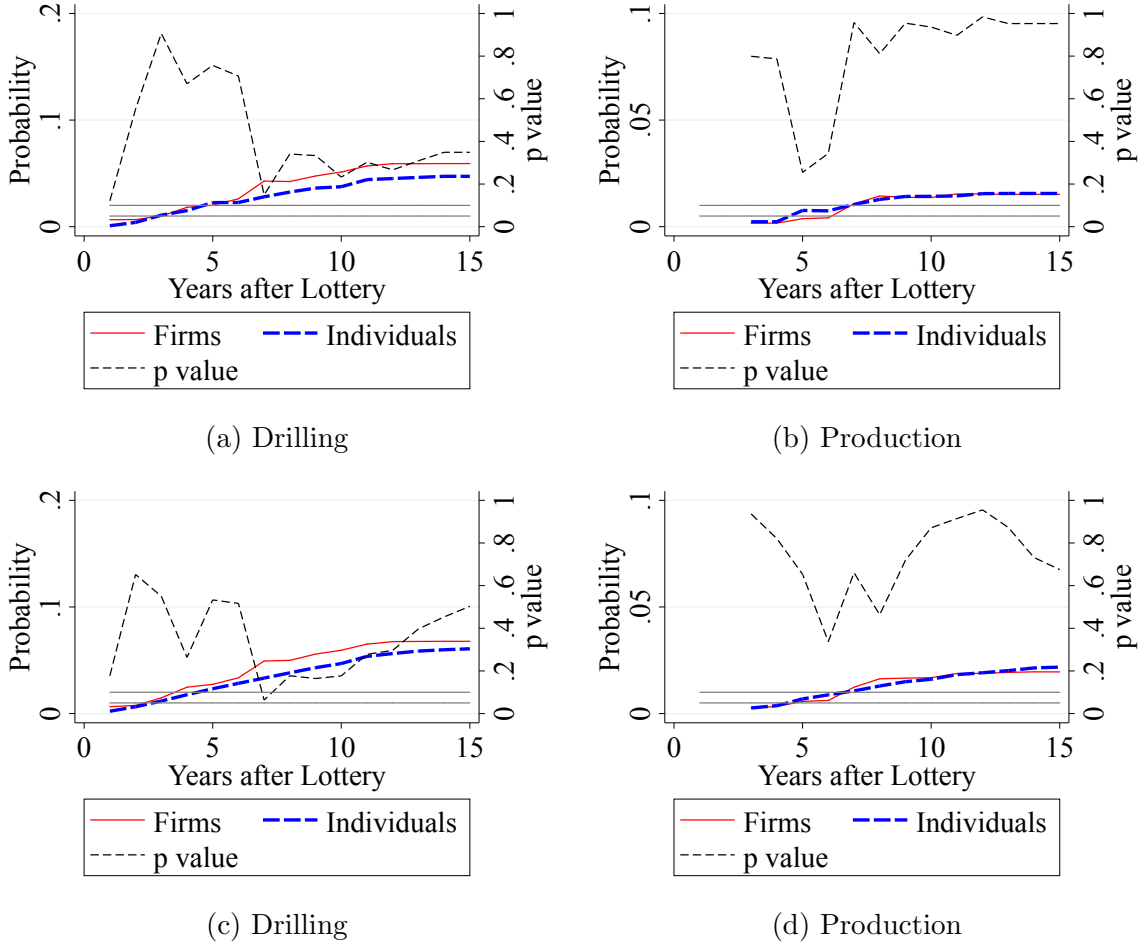 Probability
0 .1 .2
0 .2 .4 .6 .8 1
p value
0 5 10 15
Years after Lottery
Firms Individuals
p value
(a) Drilling
Probability
0 .05 .1
0 .2 .4 .6 .8 1
p value
0 5 10 15
Years after Lottery
Firms Individuals
p value
(b) Production
Probability
0 .1 .2
0 .2 .4 .6 .8 1
p value
0 5 10 15
Years after Lottery
Firms Individuals
p value
(c) Drilling
Probability
0 .05 .1
0 .2 .4 .6 .8 1
p value
0 5 10 15
Years after Lottery
Firms Individuals
p value
(d) Production